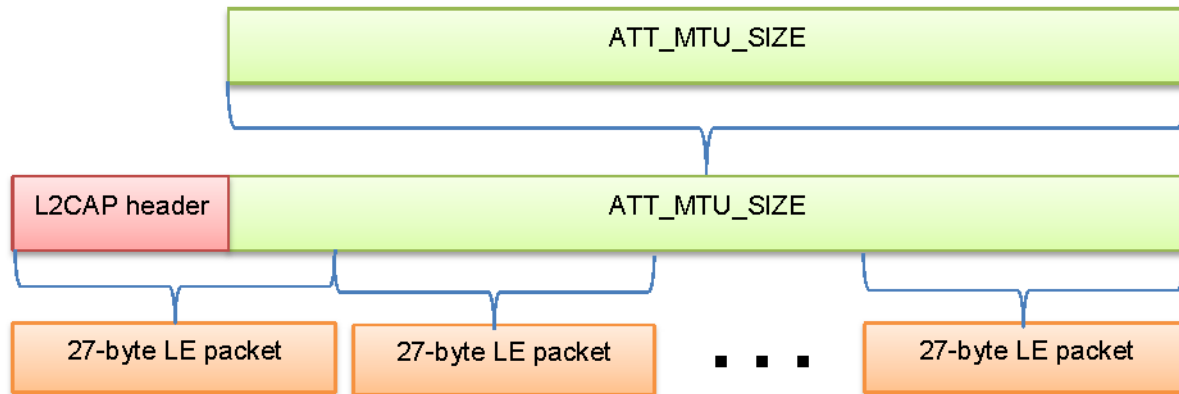 ATT_MTU_SIZE
L2CAP header
ATT_MTU_SIZE
27-byte LE packet
27-byte LE packet
. . .
27-byte LE packet